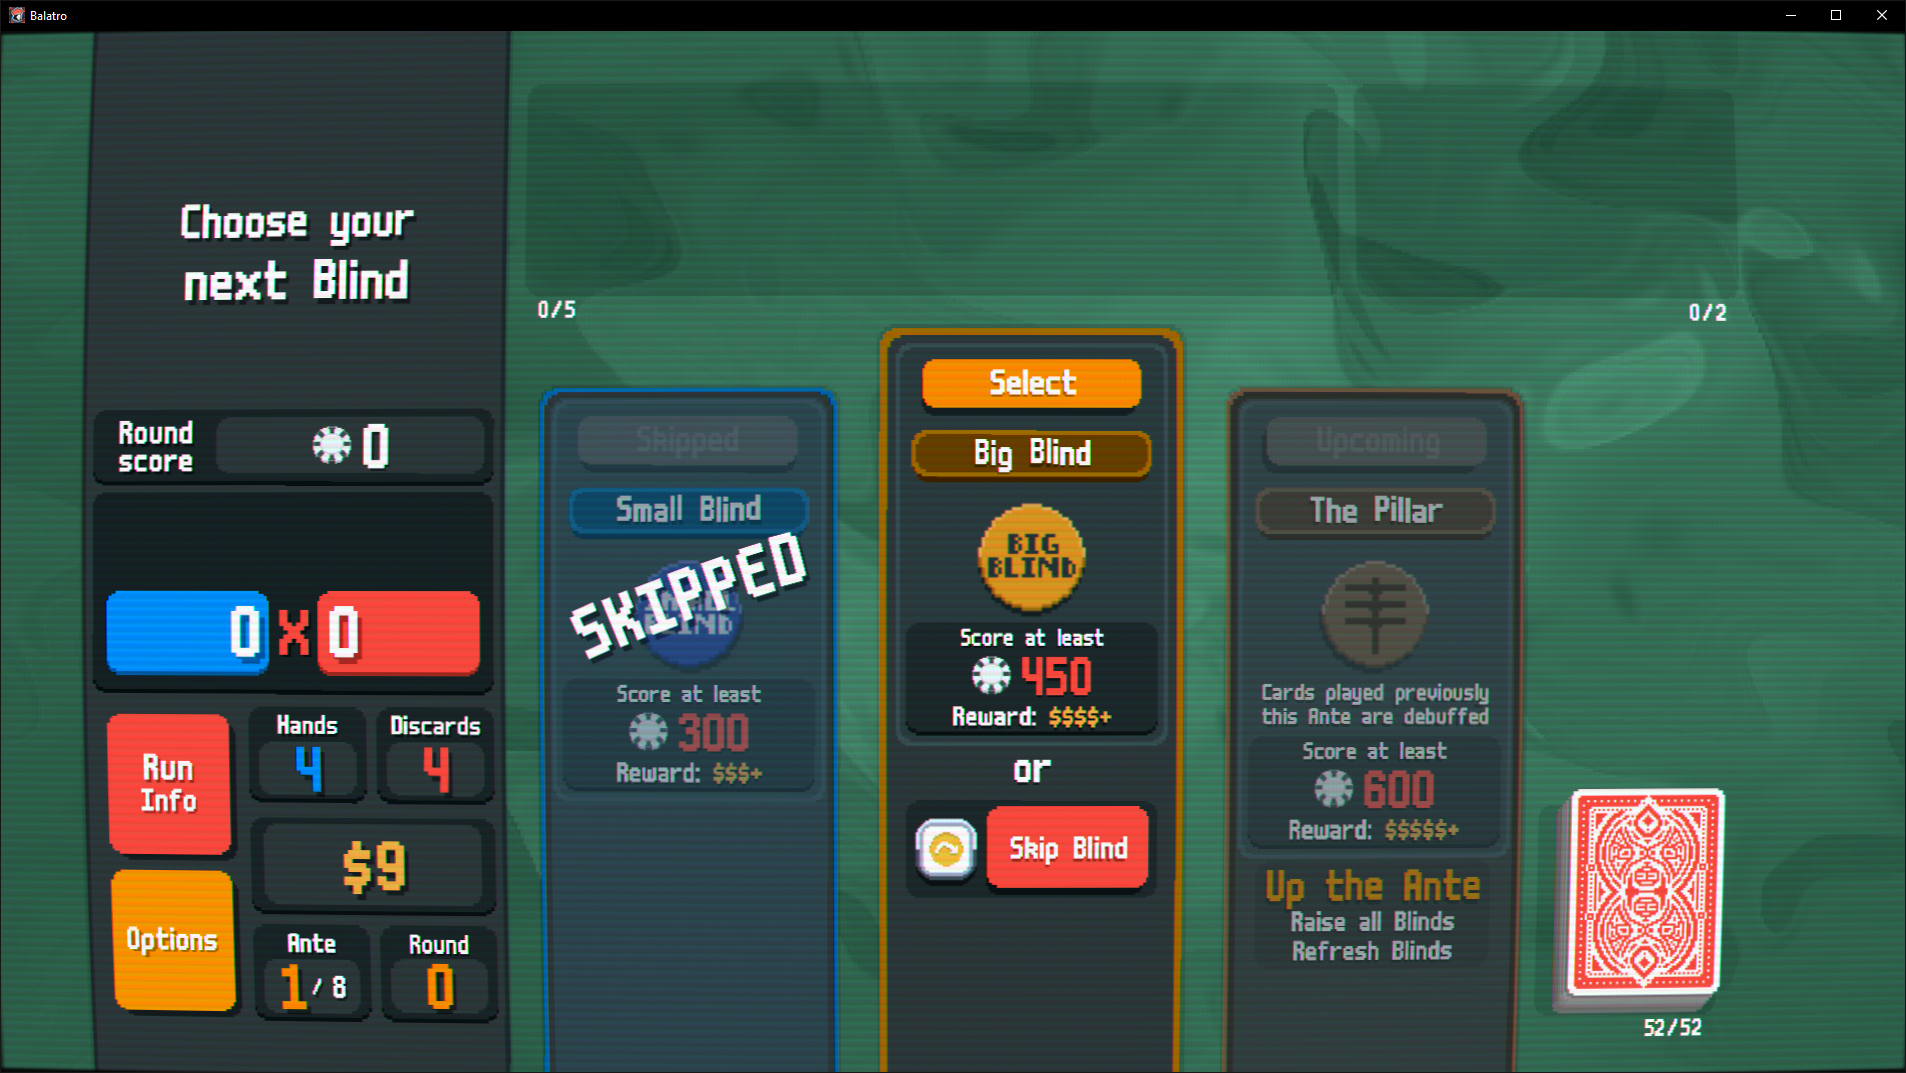 Balatro
Choose your
next Blind
Round
score
0
0 X 0
Run
Info
Hands
4
Discards
4
$9
Options
Ante
1 / 8
Round
0
0/5
0/2
Skipped
Small Blind
SMALL
BLIND
SKIPPED
Score at least
300
Reward: $$$+
Select
Big Blind
BIG
BLIND
Score at least
450
Reward: $$$$+
or
Skip Blind
Upcoming
The Pillar
Cards played previously
this Ante are debuffed
Score at least
600
Reward: $$$$$+
Up the Ante
Raise all Blinds
Refresh Blinds
52/52